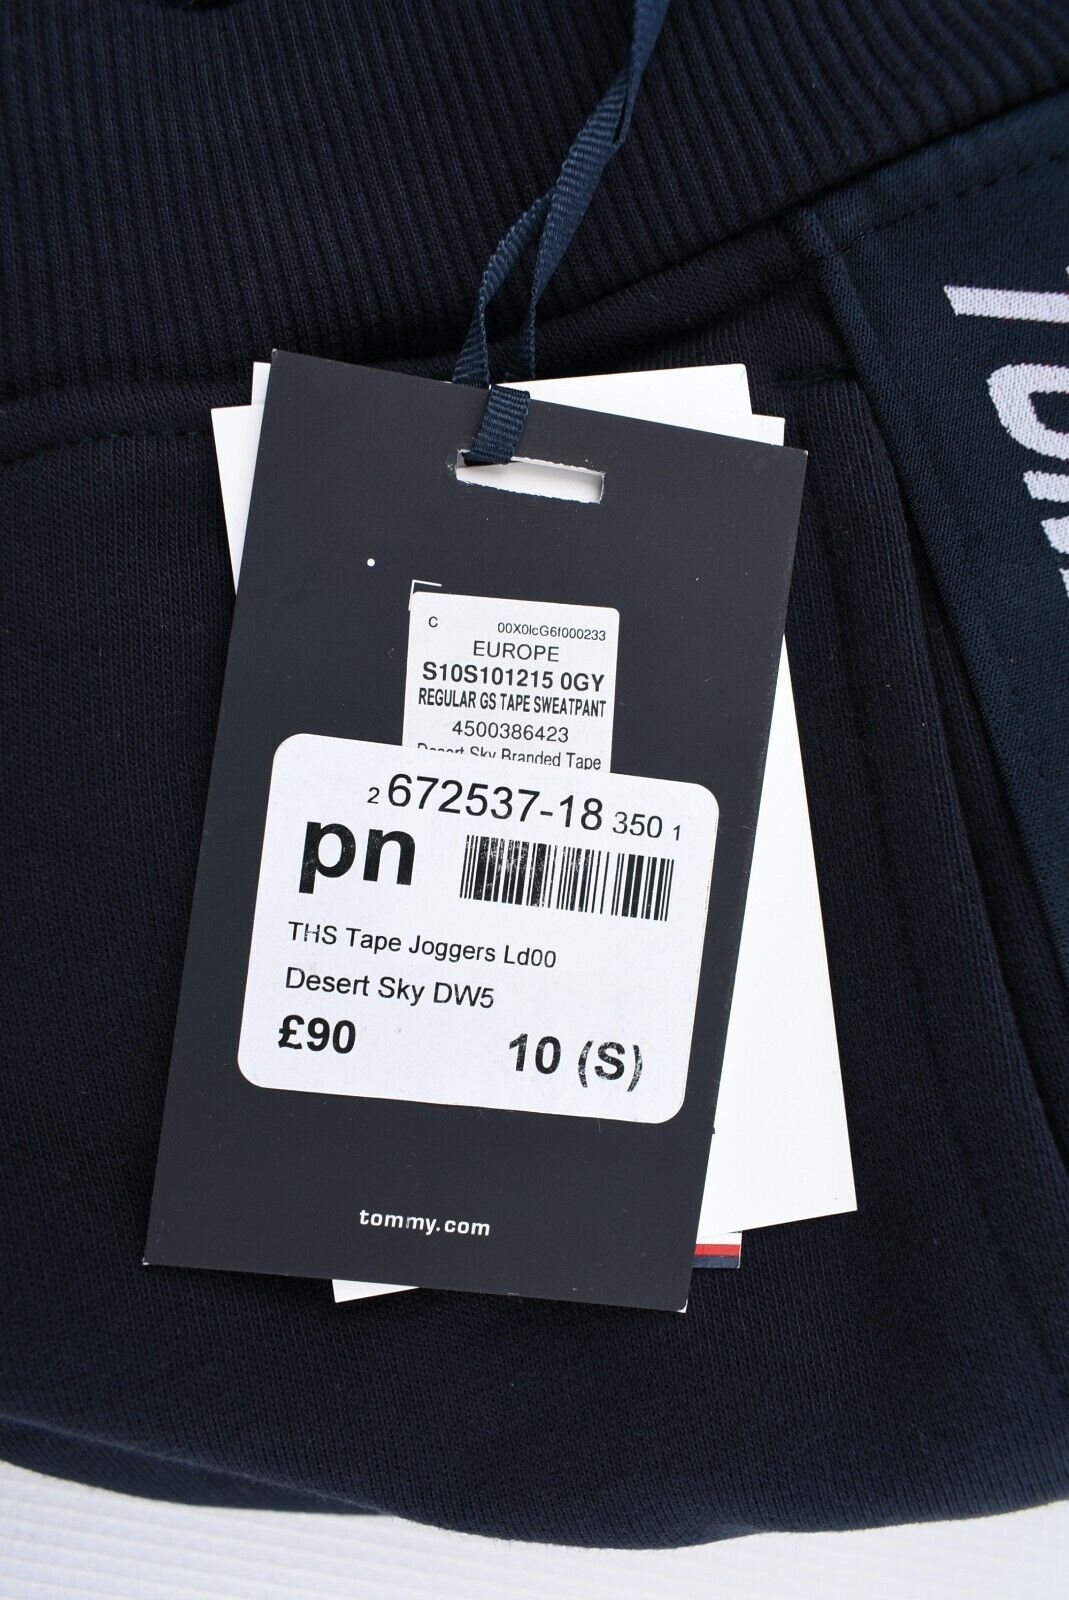 C 00X0lcG6f000233
EUROPE
S10S101215 0GY
REGULAR GS TAPE SWEATPANT
4500386423
Desert Sky Branded Tape
2 672537-18 350 1
pn
THS Tape Joggers Ld00
Desert Sky DW5
£90 10 (S)
tommy.com